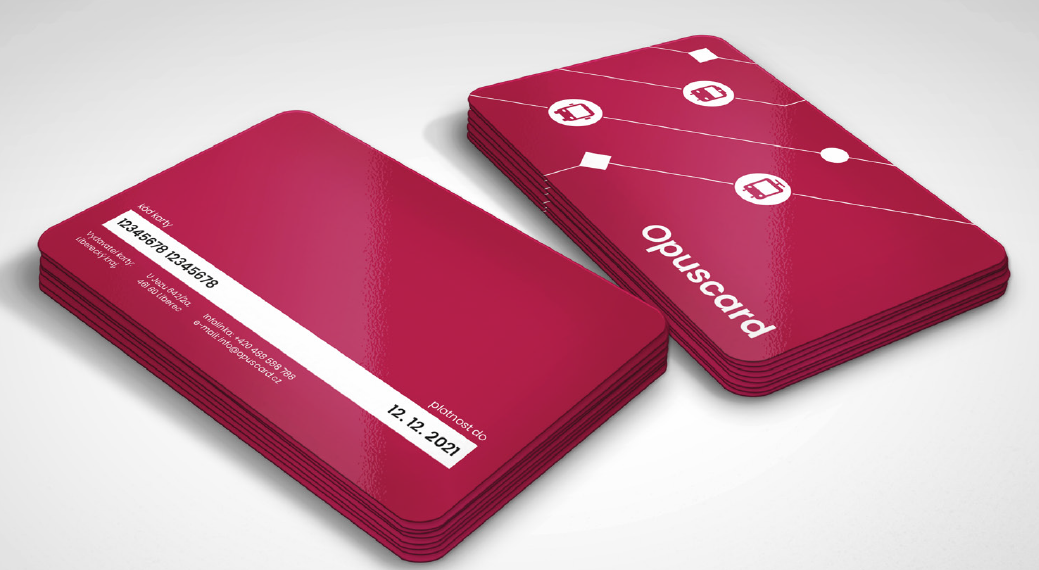 kód karty
12345678 12345678
Vydavatel karty:
Liberecký kraj,
U Jezu 642/2a,
461 80 Liberec
Infolinka: +420 488 588 788
e-mail: info@opuscard.cz
platnost do
12. 12. 2021
opuscard